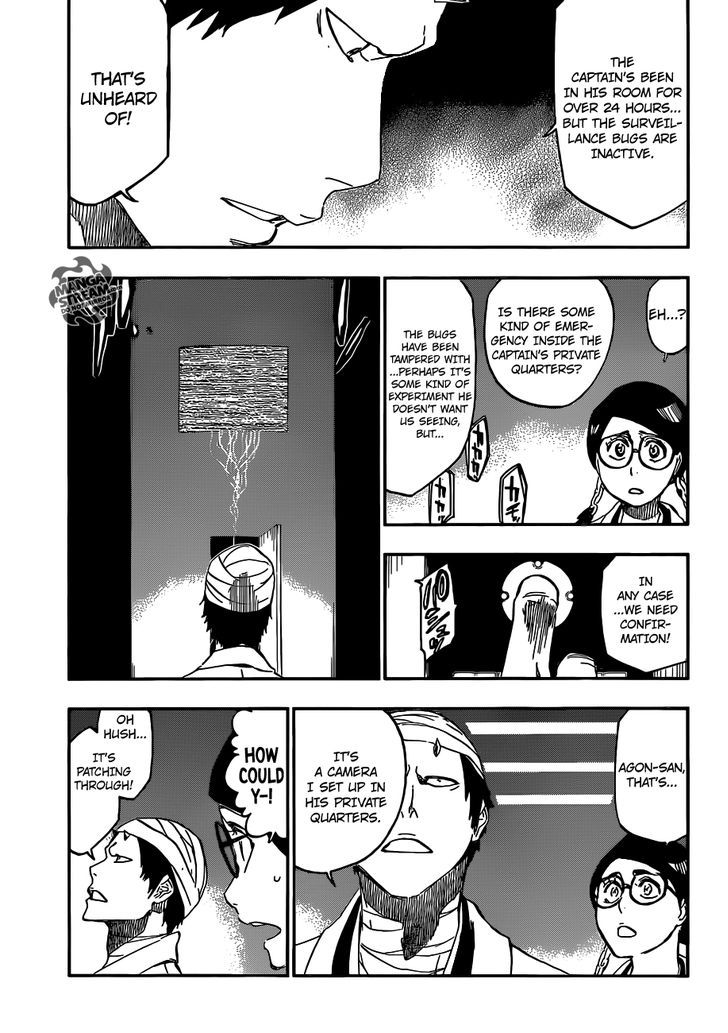 THE
CAPTAIN'S BEEN
IN HIS ROOM FOR
OVER 24 HOURS...
BUT THE SURVEIL-
LANCE BUGS ARE
INACTIVE.
THAT'S
UNHEARD
OF!
EH...?
IS THERE SOME
KIND OF EMER-
GENCY INSIDE THE
CAPTAIN'S PRIVATE
QUARTERS?
THE BUGS
HAVE BEEN
TAMPERED WITH
...PERHAPS IT'S
SOME KIND OF
EXPERIMENT HE
DOESN'T WANT
US SEEING,
BUT...
IN
ANY CASE
...WE NEED
CONFIR-
MATION!
MANGA
STREAM
AGON-SAN,
THAT'S...
IT'S
A CAMERA
I SET UP IN
HIS PRIVATE
QUARTERS.
HOW
COULD
Y-!
OH
HUSH...
IT'S
PATCHING
THROUGH!